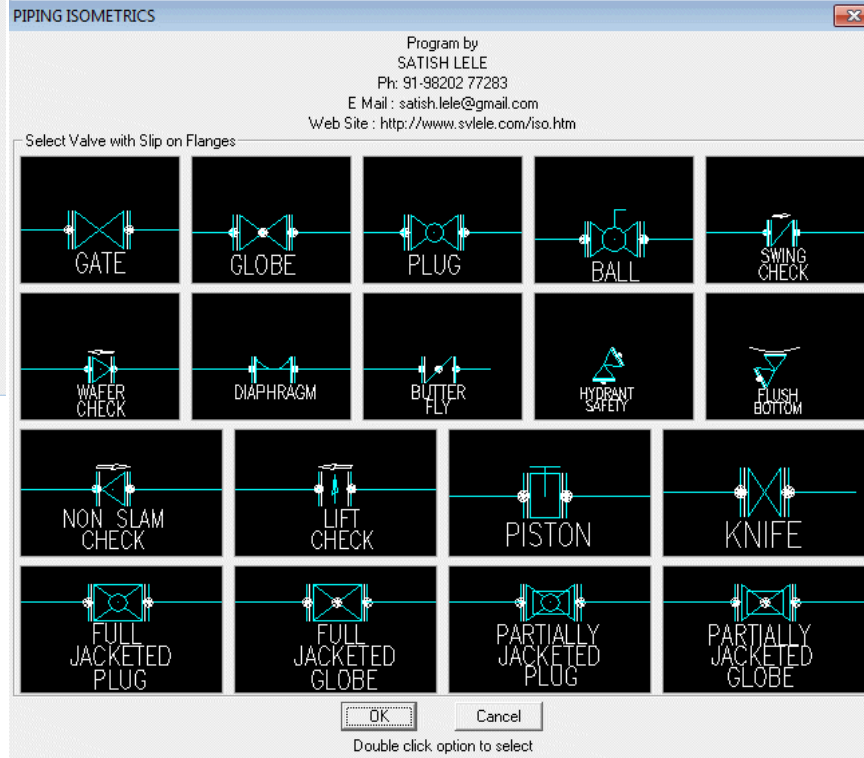 PIPING ISOMETRICS
Program by
SATISH LELE
Ph: 91-98202 77283
E Mail : satish.lele@gmail.com
Web Site : http://www.svlele.com/iso.htm
Select Valve with Slip on Flanges
GATE
GLOBE
PLUG
BALL
SWING
CHECK
WAFER
CHECK
DIAPHRAGM
BUTTER
FLY
HYDRANT
SAFETY
FLUSH
BOTTOM
NON SLAM
CHECK
LIFT
CHECK
PISTON
KNIFE
FULL
JACKETED
PLUG
FULL
JACKETED
GLOBE
PARTIALLY
JACKETED
PLUG
PARTIALLY
JACKETED
GLOBE
OK
Cancel
Double click option to select